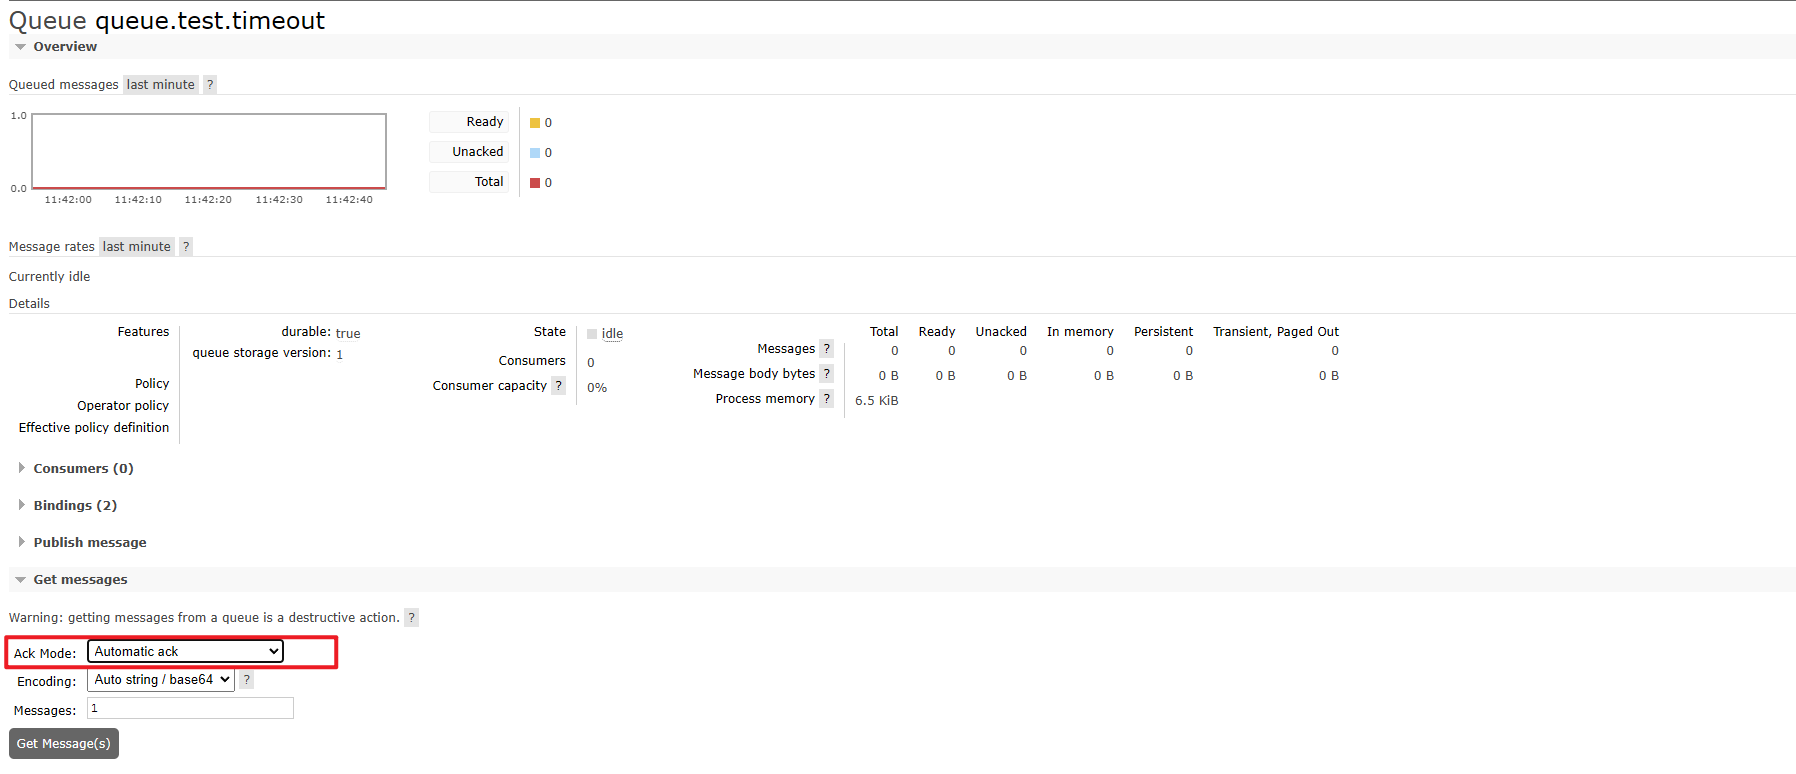 Queue queue.test.timeout
Overview
Queued messages last minute ?
1.0
0.0
11:42:00 11:42:10 11:42:20 11:42:30 11:42:40
Ready 0
Unacked 0
Total 0
Message rates last minute ?
Currently idle
Details
Features durable: true
queue storage version: 1
Policy
Operator policy
Effective policy definition
State idle
Consumers 0
Consumer capacity ? 0%
Total Ready Unacked In memory Persistent Transient, Paged Out
Messages ? 0 0 0 0 0 0
Message body bytes ? 0 B 0 B 0 B 0 B 0 B 0 B
Process memory ? 6.5 KiB
Consumers (0)
Bindings (2)
Publish message
Get messages
Warning: getting messages from a queue is a destructive action. ?
Ack Mode: Automatic ack
Encoding: Auto string / base64 ?
Messages: 1
Get Message(s)